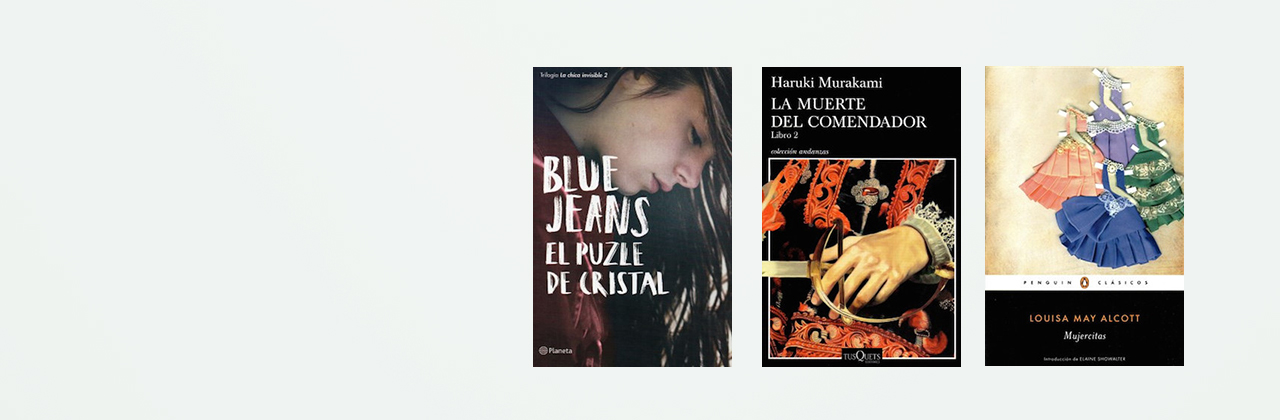 Trilogía La chica invisible 2
BLUE
JEANS
EL PUZLE
DE CRISTAL
Planeta
Haruki Murakami
LA MUERTE
DEL COMENDADOR
Libro 2
colección andanzas
TUSQUETS
EDITORES
PENGUIN CLÁSICOS
LOUISA MAY ALCOTT
Mujercitas
Introducción de ELAINE SHOWALTER